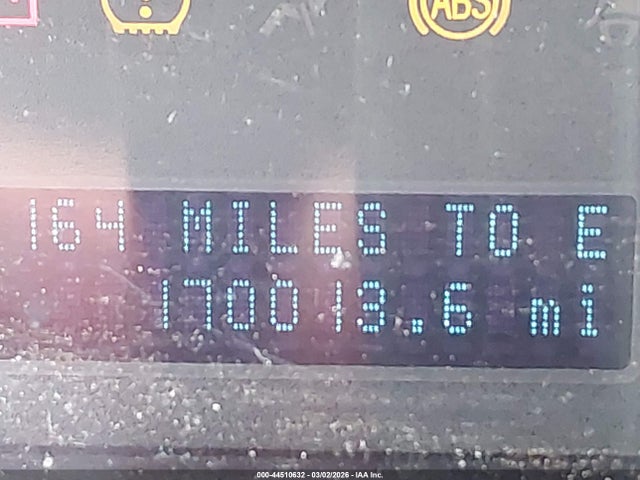 ABS
164 MILES TO E
170013.6 mi
000-44510632 - 03/02/2026 - IAA Inc.